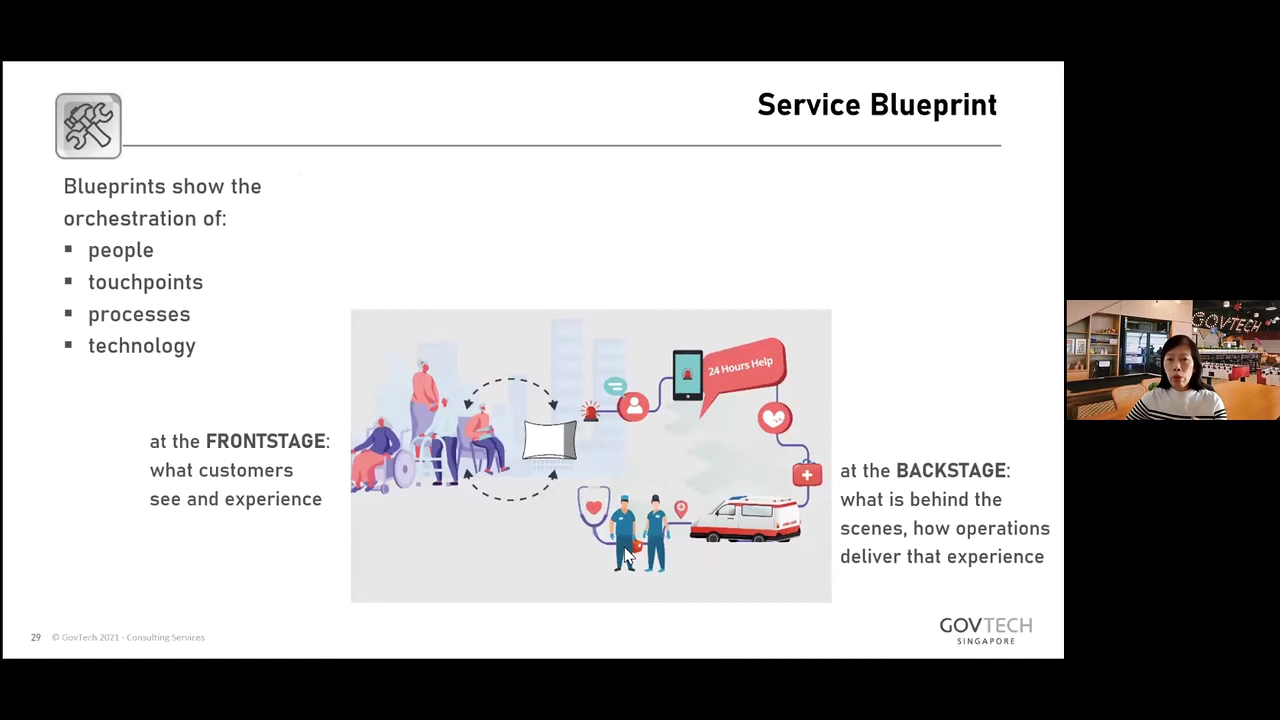 Service Blueprint
Blueprints show the
orchestration of:
▪ people
▪ touchpoints
▪ processes
▪ technology
at the FRONTSTAGE:
what customers
see and experience
24 Hours Help
at the BACKSTAGE:
what is behind the
scenes, how operations
deliver that experience
29 © GovTech 2021 - Consulting Services
GOVTECH
SINGAPORE
GOVTECH